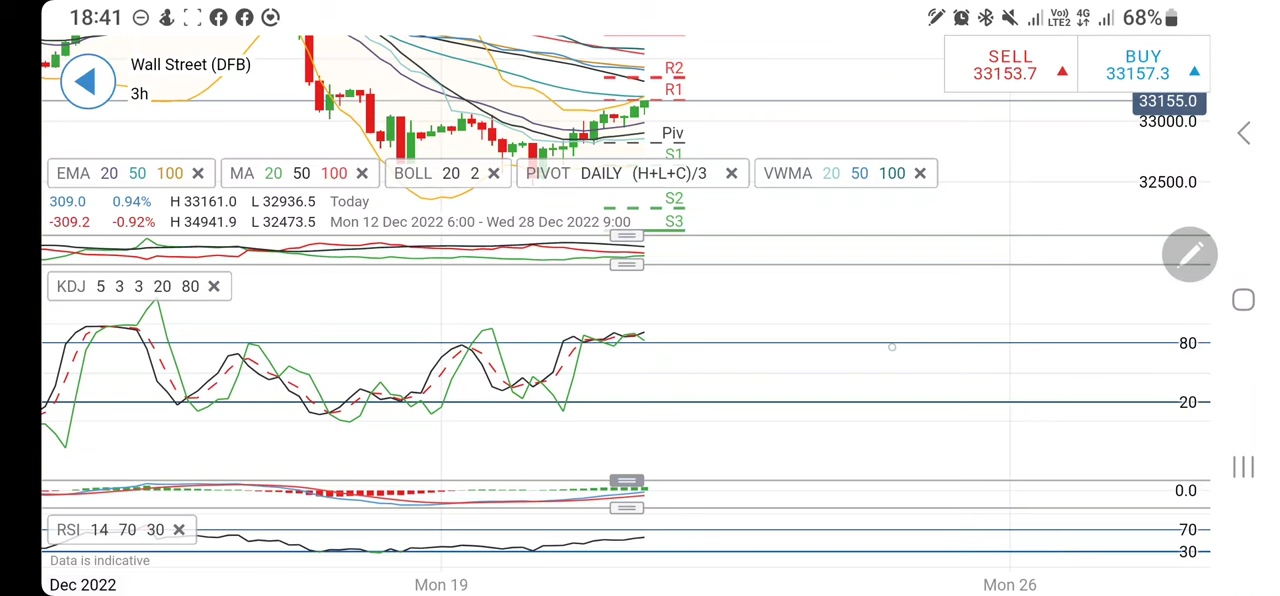 18:41 Vo)) LTE2 4G 68%
SELL BUY
33153.7 33157.3
Wall Street (DFB)
3h
R2
R1
33155.0
33000.0
Piv
S1
EMA 20 50 100 MA 20 50 100 BOLL 20 2 PIVOT DAILY (H+L+C)/3 VWMA 20 50 100
32500.0
309.0 0.94% H 33161.0 L 32936.5 Today
S2
-309.2 -0.92% H 34941.9 L 32473.5 Mon 12 Dec 2022 6:00 - Wed 28 Dec 2022 9:00
S3
KDJ 5 3 3 20 80
80
20
0.0
RSI 14 70 30
70
30
Data is indicative
Dec 2022 Mon 19 Mon 26